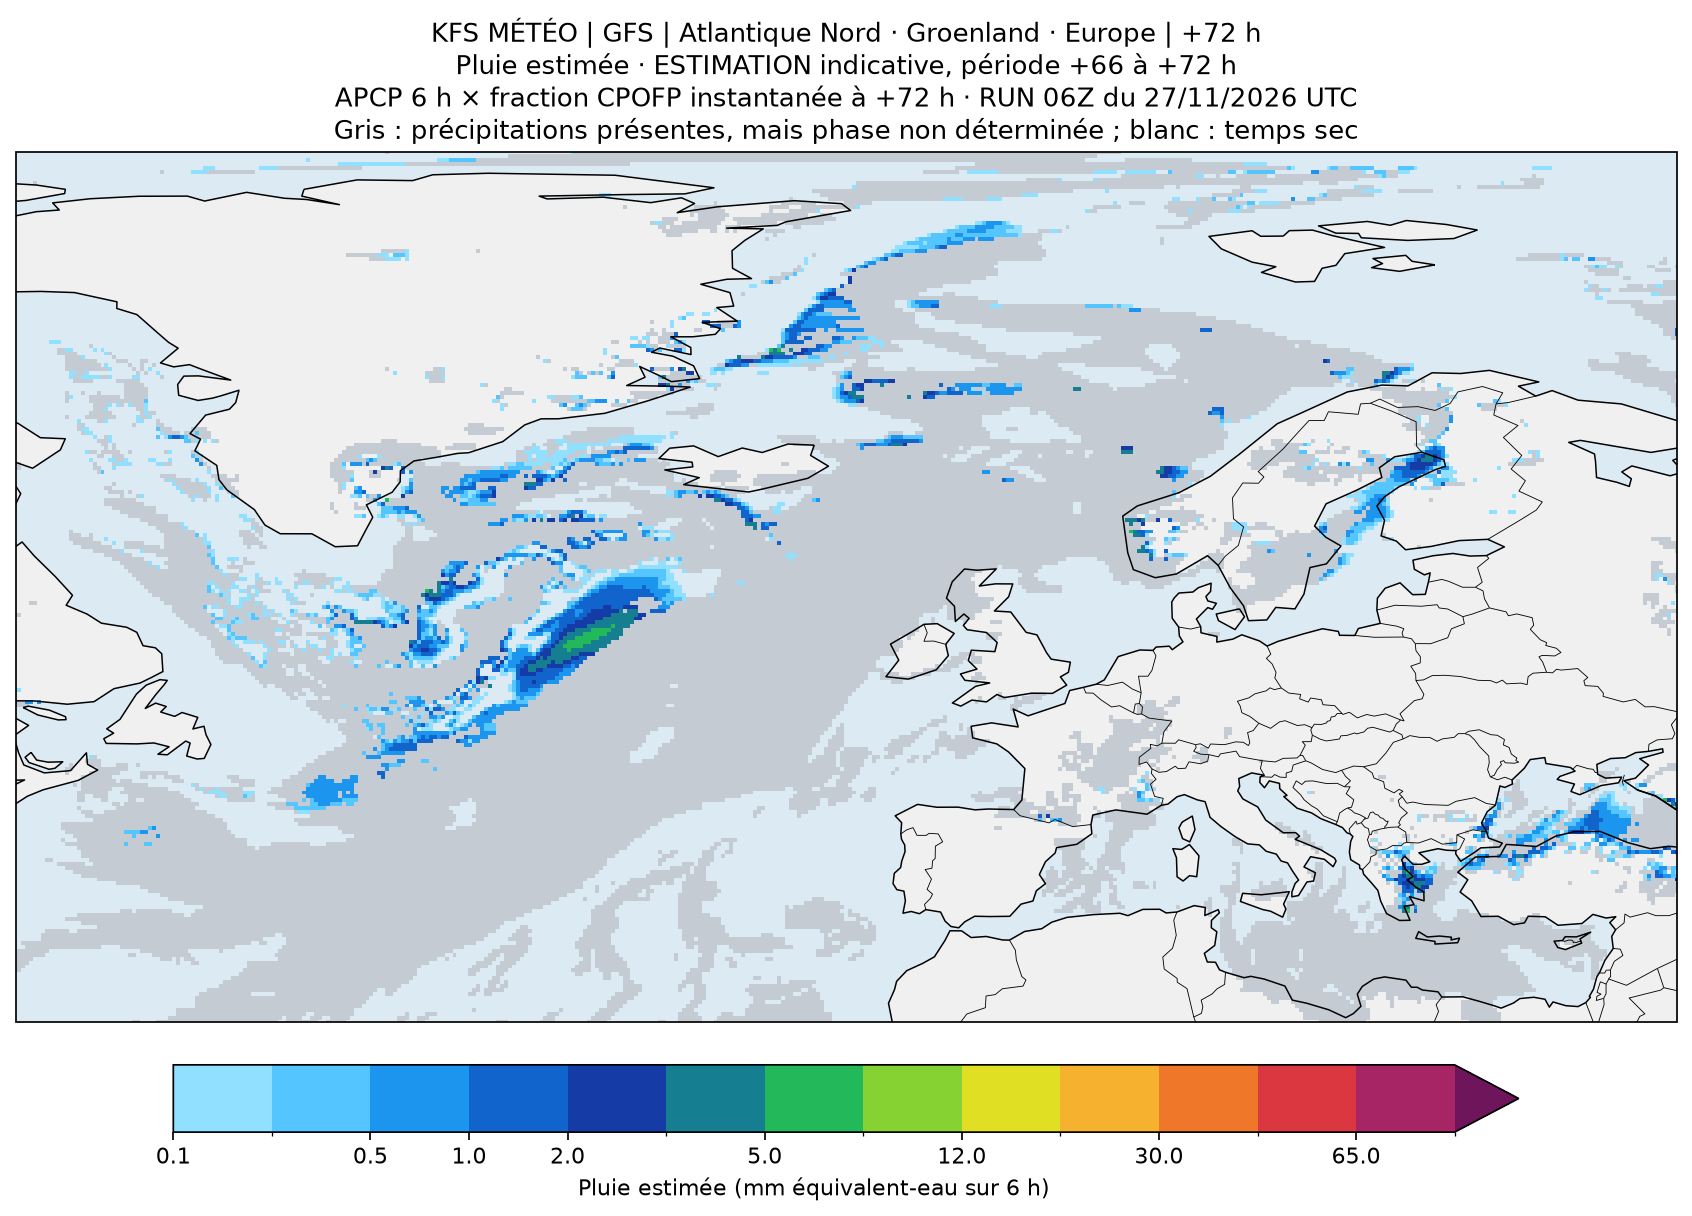 KFS MÉTÉO | GFS | Atlantique Nord · Groenland · Europe | +72 h
Pluie estimée · ESTIMATION indicative, période +66 à +72 h
APCP 6 h × fraction CPOFP instantanée à +72 h · RUN 06Z du 27/11/2026 UTC
Gris : précipitations présentes, mais phase non déterminée ; blanc : temps sec
0.1 0.5 1.0 2.0 5.0 12.0 30.0 65.0
Pluie estimée (mm équivalent-eau sur 6 h)